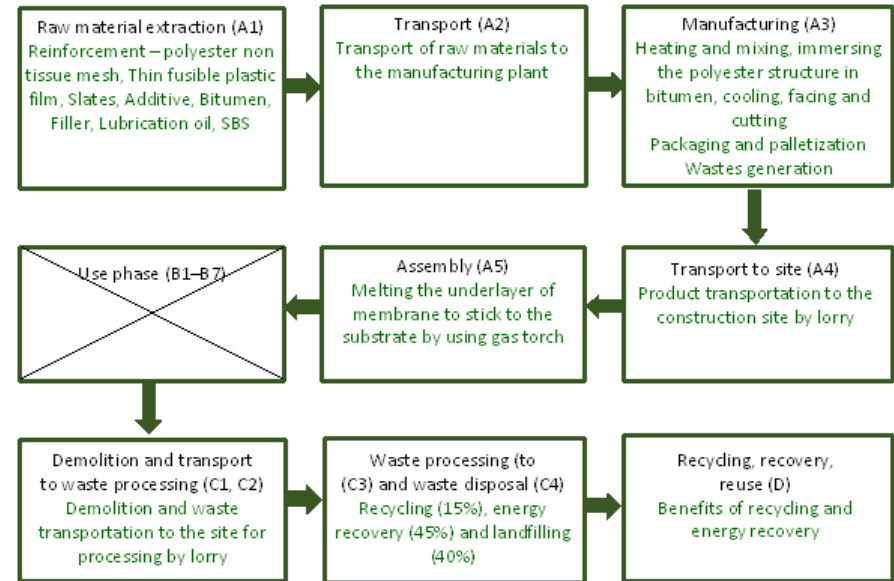 Raw material extraction (A1)
Reinforcement – polyester non
tissue mesh, Thin fusible plastic
film, Slates, Additive, Bitumen,
Filler, Lubrication oil, SBS
Transport (A2)
Transport of raw materials to
the manufacturing plant
Manufacturing (A3)
Heating and mixing, immersing
the polyester structure in
bitumen, cooling, facing and
cutting
Packaging and palletization
Wastes generation
Use phase (B1–B7)
Assembly (A5)
Melting the underlayer of
membrane to stick to the
substrate by using gas torch
Transport to site (A4)
Product transportation to the
construction site by lorry
Demolition and transport
to waste processing (C1, C2)
Demolition and waste
transportation to the site for
processing by lorry
Waste processing (to
(C3) and waste disposal (C4)
Recycling (15%), energy
recovery (45%) and landfilling
(40%)
Recycling, recovery,
reuse (D)
Benefits of recycling and
energy recovery